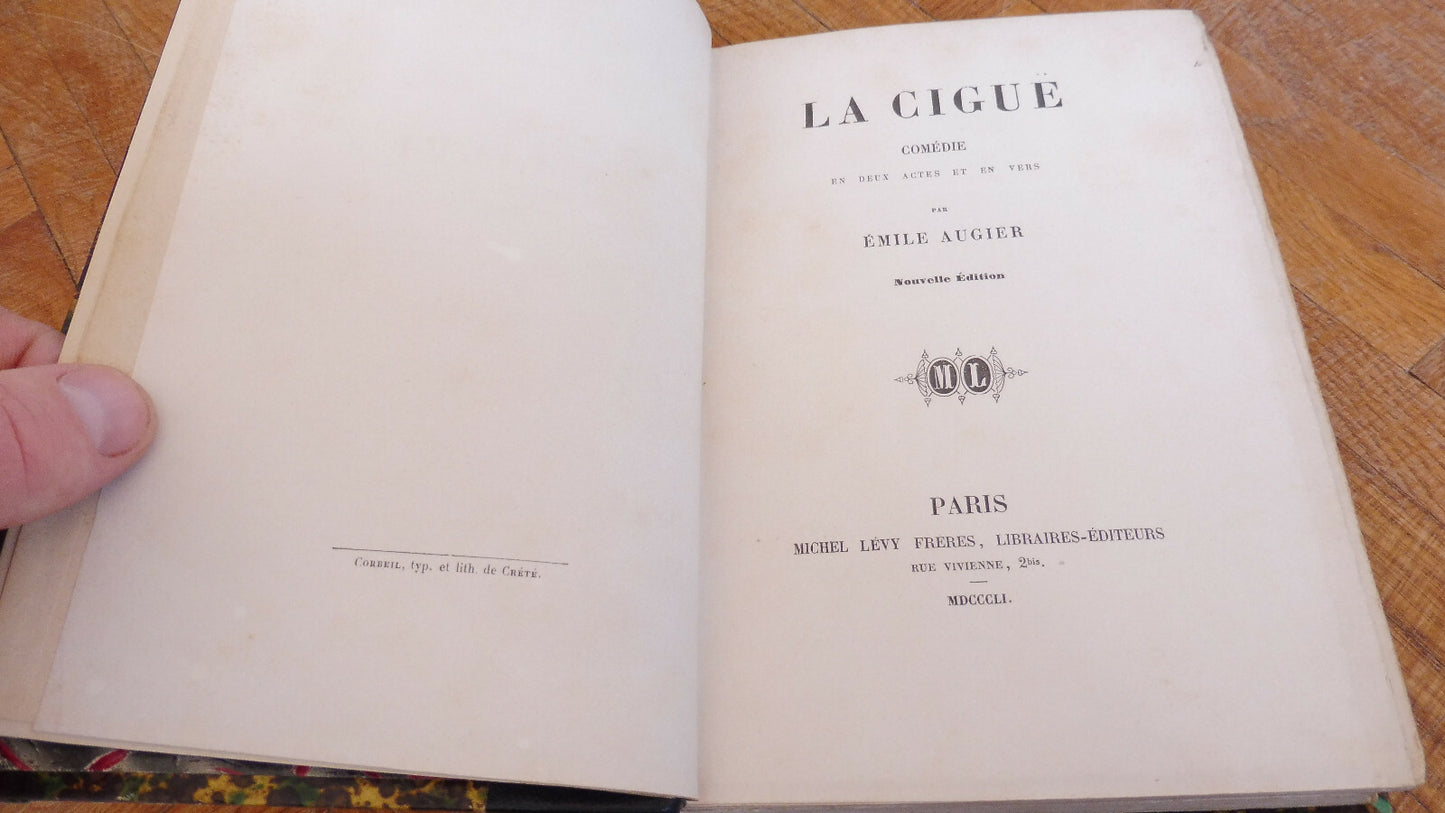 Corbeil, typ. et lith. de Crété.
LA CIGUË
COMÉDIE
EN DEUX ACTES ET EN VERS
PAR
ÉMILE AUGIER
Nouvelle Édition
M L
PARIS
MICHEL LÉVY FRÈRES, LIBRAIRES-ÉDITEURS
RUE VIVIENNE, 2bis.
MDCCCLI.